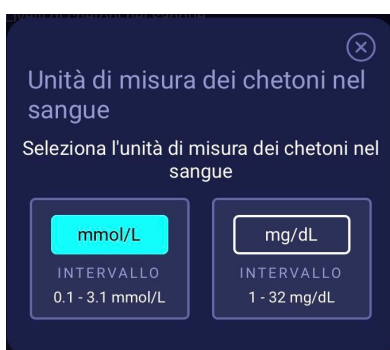 Unità di misura dei chetoni nel
sangue
Seleziona l'unità di misura dei chetoni nel
sangue
mmol/L
mg/dL
INTERVALLO
INTERVALLO
0.1 - 3.1 mmol/L
1 - 32 mg/dL